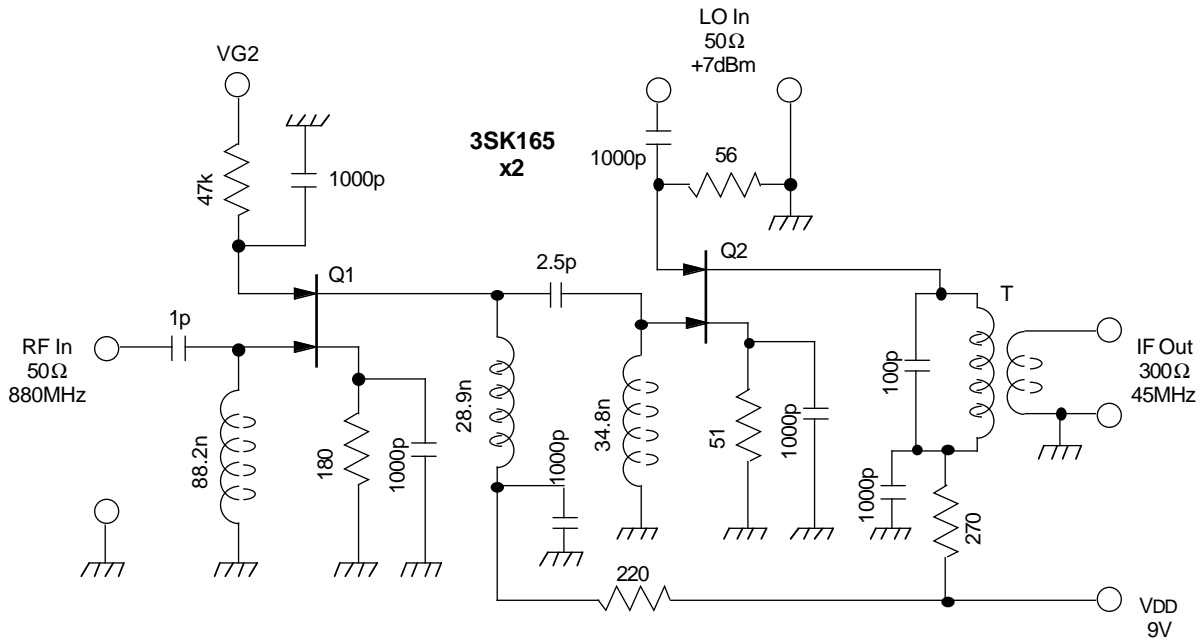 LO In
50Ω
+7dBm
VG2
3SK165
x2
47k
1000p
1000p
56
Q1
2.5p
Q2
1p
T
RF In
50Ω
880MHz
IF Out
300Ω
45MHz
88.2n
180
1000p
28.9n
1000p
34.8n
51
1000p
100p
1000p
270
220
VDD
9V